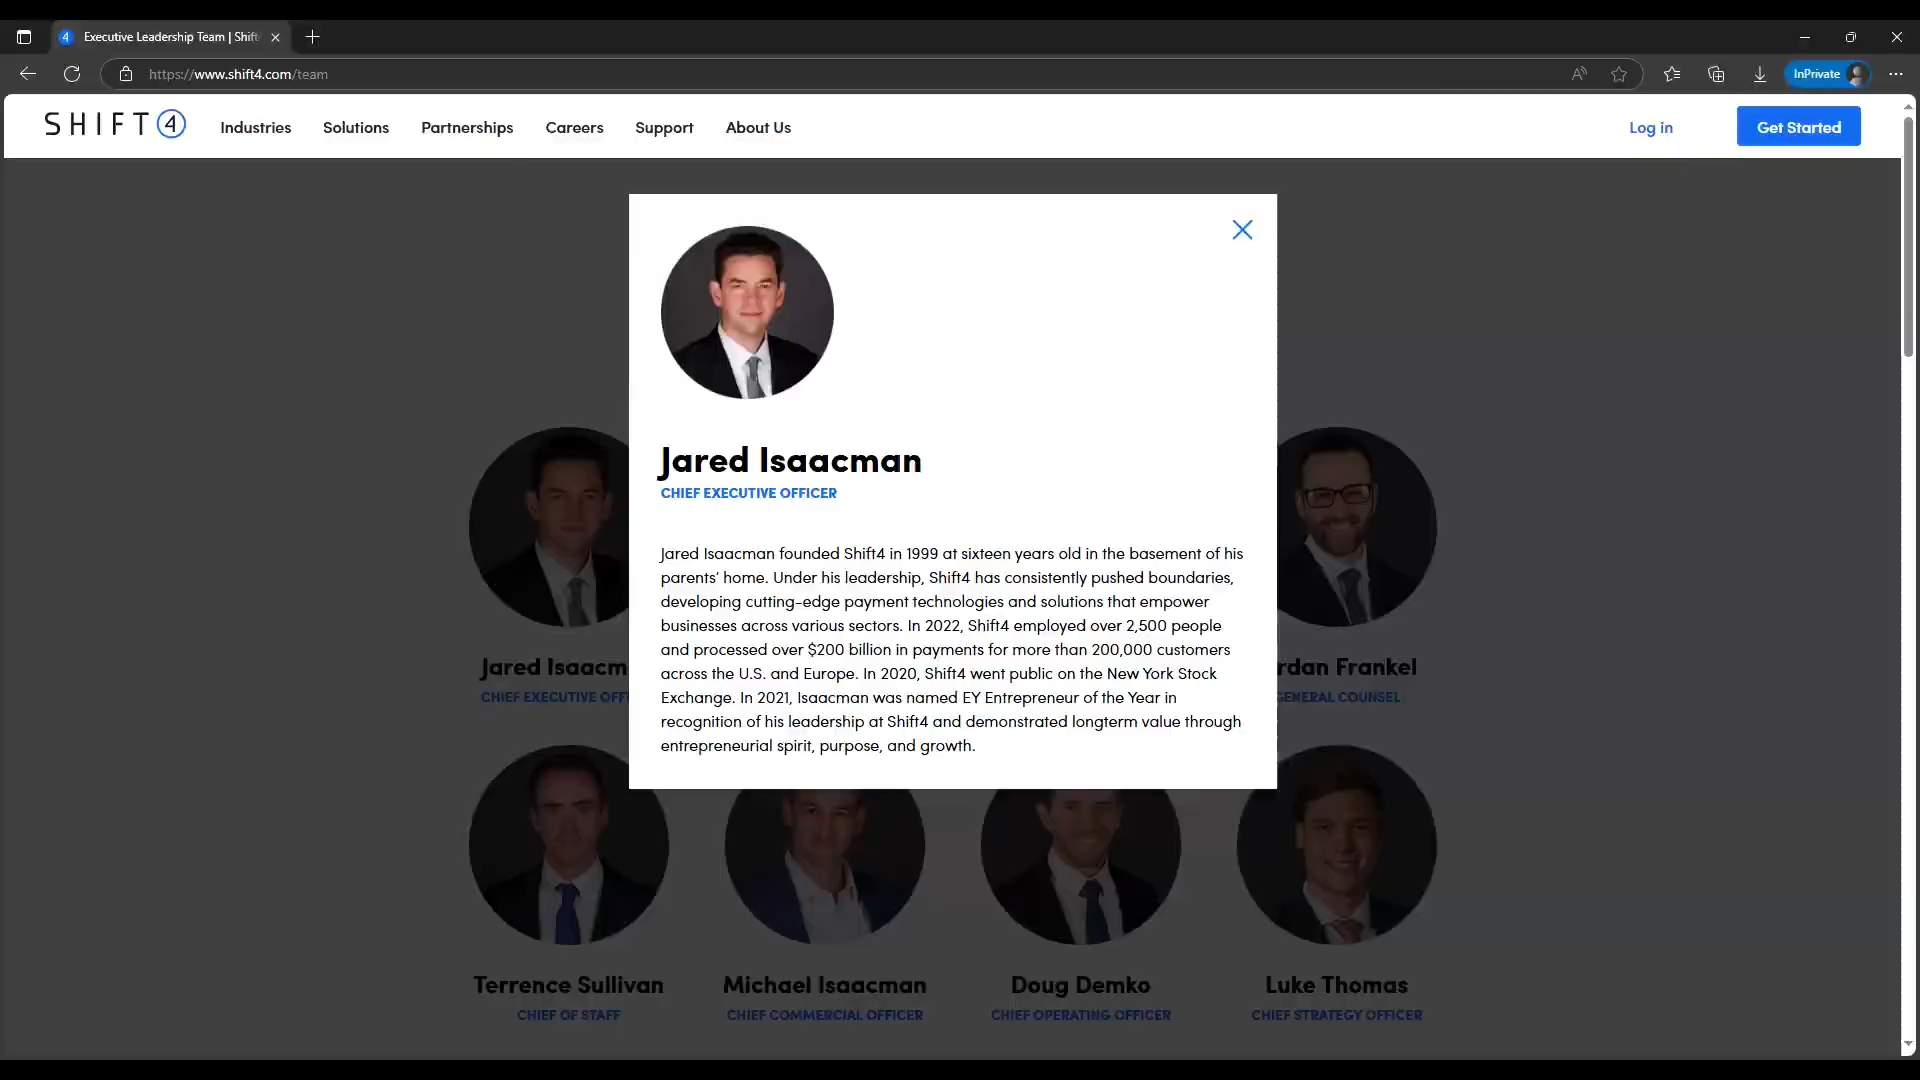 Executive Leadership Team | Shift
https://www.shift4.com/team
InPrivate
SHIFT 4
Industries
Solutions
Partnerships
Careers
Support
About Us
Log in
Get Started
Jared Isaacman
CHIEF EXECUTIVE OFFICER
Jared Isaacman founded Shift4 in 1999 at sixteen years old in the basement of his
parents’ home. Under his leadership, Shift4 has consistently pushed boundaries,
developing cutting-edge payment technologies and solutions that empower
businesses across various sectors. In 2022, Shift4 employed over 2,500 people
and processed over $200 billion in payments for more than 200,000 customers
across the U.S. and Europe. In 2020, Shift4 went public on the New York Stock
Exchange. In 2021, Isaacman was named EY Entrepreneur of the Year in
recognition of his leadership at Shift4 and demonstrated longterm value through
entrepreneurial spirit, purpose, and growth.
Jared Isaacm
CHIEF EXECUTIVE OFF
rdan Frankel
GENERAL COUNSEL
Terrence Sullivan
CHIEF OF STAFF
Michael Isaacman
CHIEF COMMERCIAL OFFICER
Doug Demko
CHIEF OPERATING OFFICER
Luke Thomas
CHIEF STRATEGY OFFICER